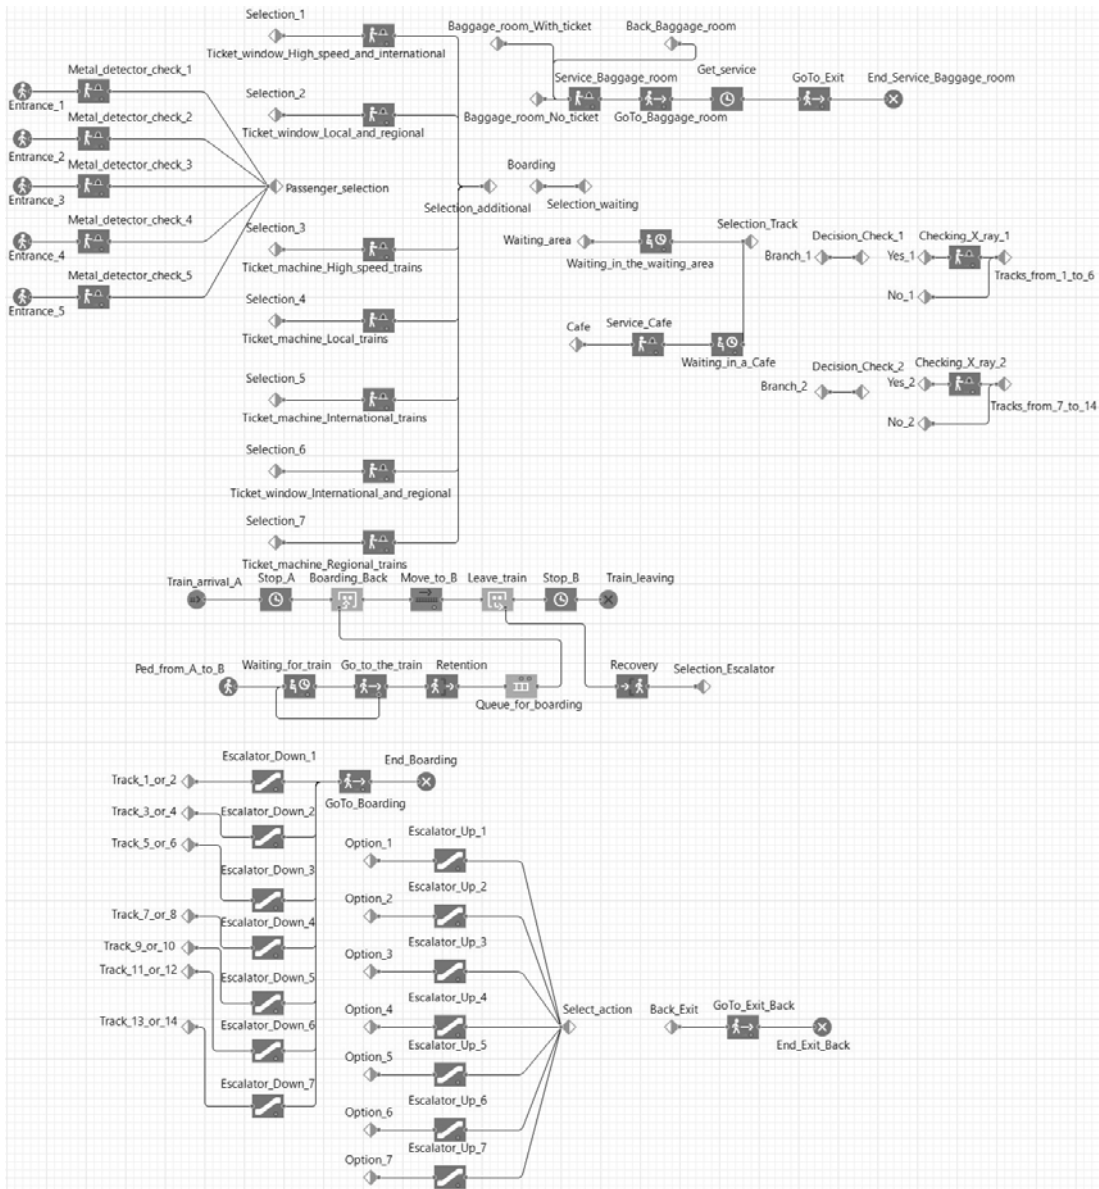 Selection_1
Ticket_window_High_speed_and_international
Baggage_room_With_ticket
Back_Baggage_room
Metal_detector_check_1
Entrance_1
Selection_2
Ticket_window_Local_and_regional
Service_Baggage_room
Get_service
GoTo_Exit
End_Service_Baggage_room
Baggage_room_No_ticket
GoTo_Baggage_room
Metal_detector_check_2
Entrance_2
Metal_detector_check_3
Entrance_3
Passenger_selection
Boarding
Selection_additional
Selection_waiting
Metal_detector_check_4
Entrance_4
Selection_3
Ticket_machine_High_speed_trains
Waiting_area
Waiting_in_the_waiting_area
Selection_Track
Branch_1
Decision_Check_1
Yes_1
Checking_X_ray_1
Tracks_from_1_to_6
No_1
Metal_detector_check_5
Entrance_5
Selection_4
Ticket_machine_Local_trains
Cafe
Service_Cafe
Waiting_in_a_Cafe
Branch_2
Decision_Check_2
Yes_2
Checking_X_ray_2
Tracks_from_7_to_14
No_2
Selection_5
Ticket_machine_International_trains
Selection_6
Ticket_window_International_and_regional
Selection_7
Ticket_machine_Regional_trains
Train_arrival_A
Stop_A
Boarding_Back
Move_to_B
Leave_train
Stop_B
Train_leaving
Ped_from_A_to_B
Waiting_for_train
Go_to_the_train
Retention
Queue_for_boarding
Recovery
Selection_Escalator
Track_1_or_2
Escalator_Down_1
End_Boarding
GoTo_Boarding
Track_3_or_4
Escalator_Down_2
Track_5_or_6
Escalator_Down_3
Track_7_or_8
Escalator_Down_4
Track_9_or_10
Escalator_Down_5
Track_11_or_12
Escalator_Down_6
Track_13_or_14
Escalator_Down_7
Option_1
Escalator_Up_1
Option_2
Escalator_Up_2
Option_3
Escalator_Up_3
Option_4
Escalator_Up_4
Option_5
Escalator_Up_5
Option_6
Escalator_Up_6
Option_7
Escalator_Up_7
Select_action
Back_Exit
GoTo_Exit_Back
End_Exit_Back